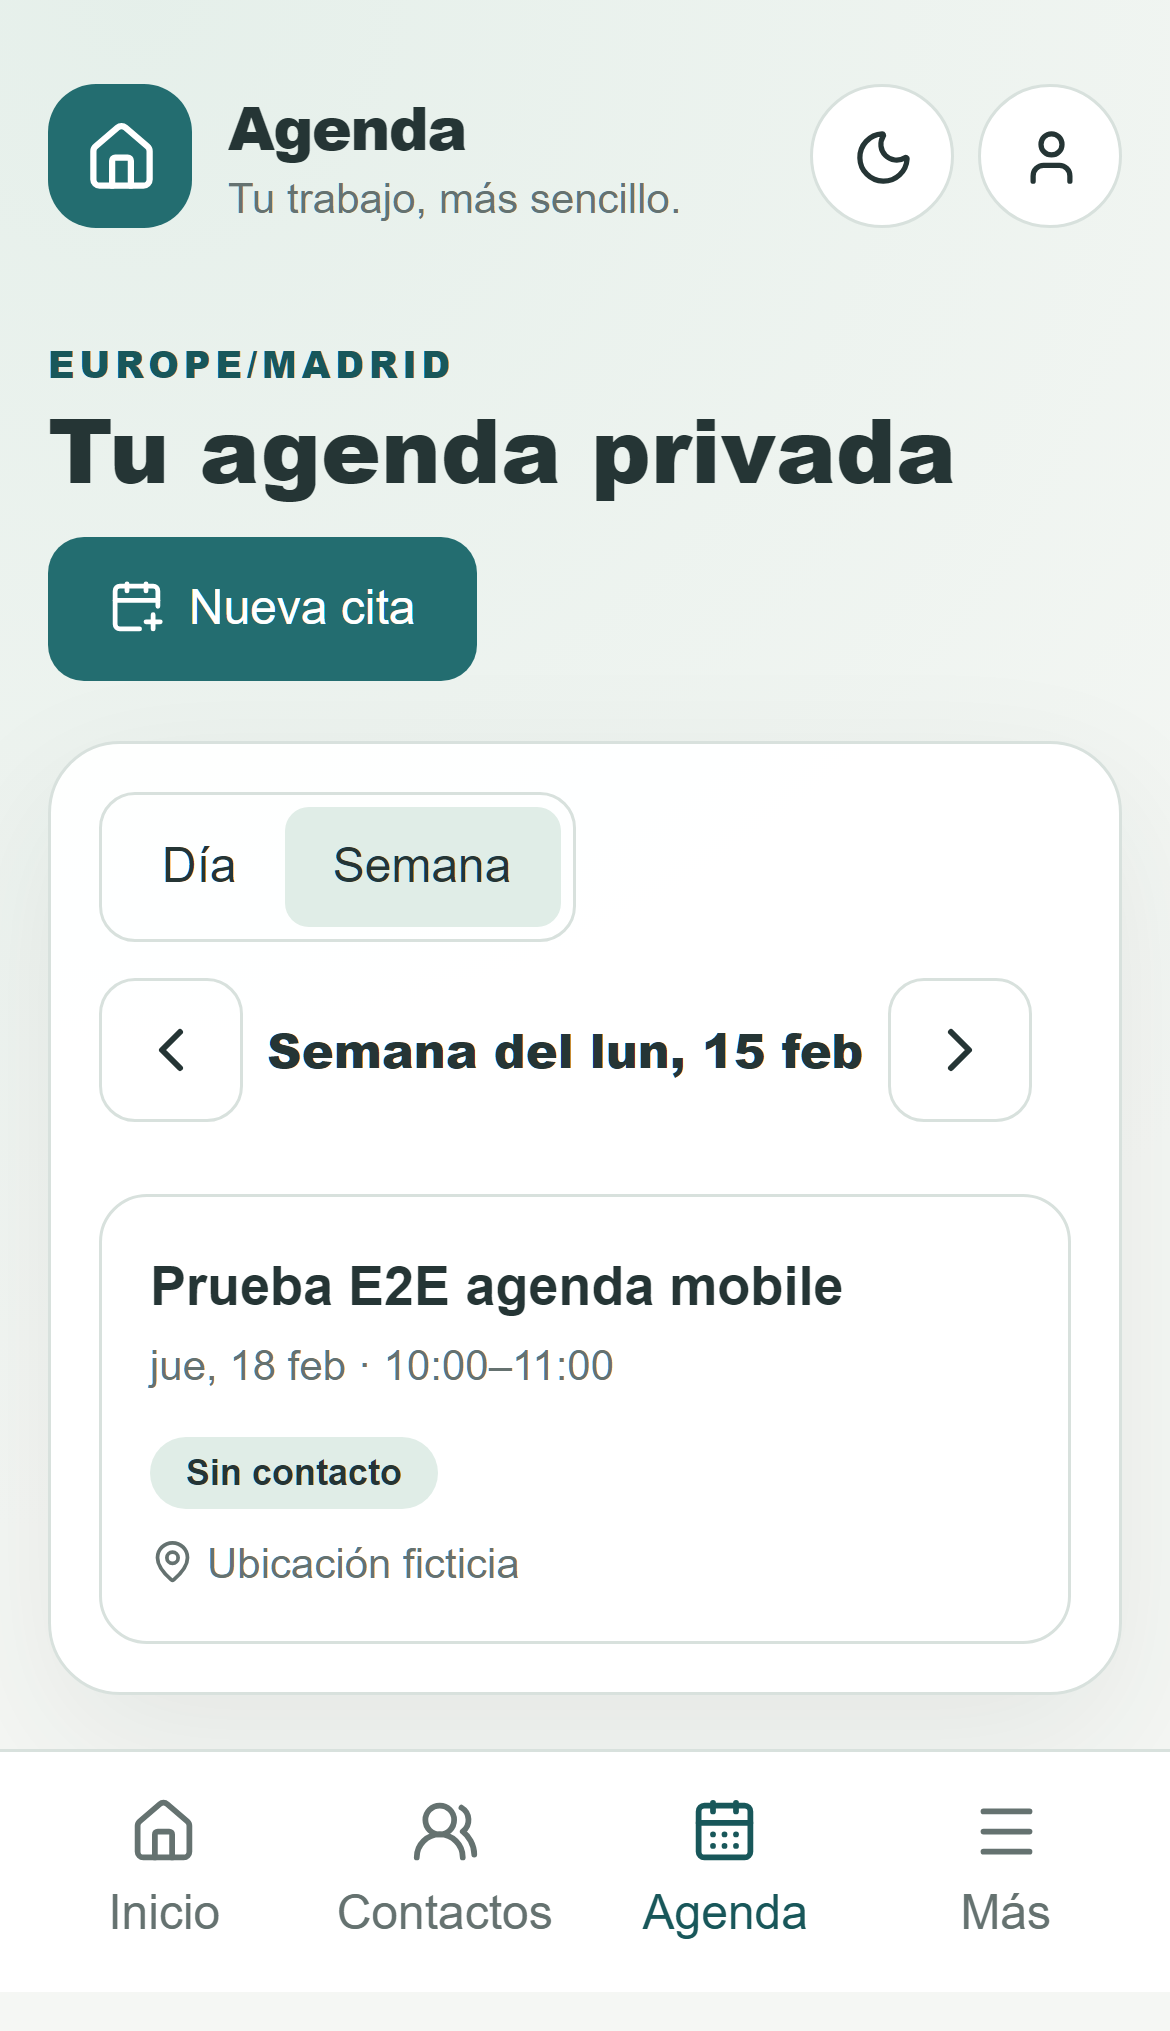 Agenda
Tu trabajo, más sencillo.
EUROPE/MADRID
Tu agenda privada
Nueva cita
Día
Semana
Semana del lun, 15 feb
Prueba E2E agenda mobile
jue, 18 feb · 10:00–11:00
Sin contacto
Ubicación ficticia
Inicio
Contactos
Agenda
Más